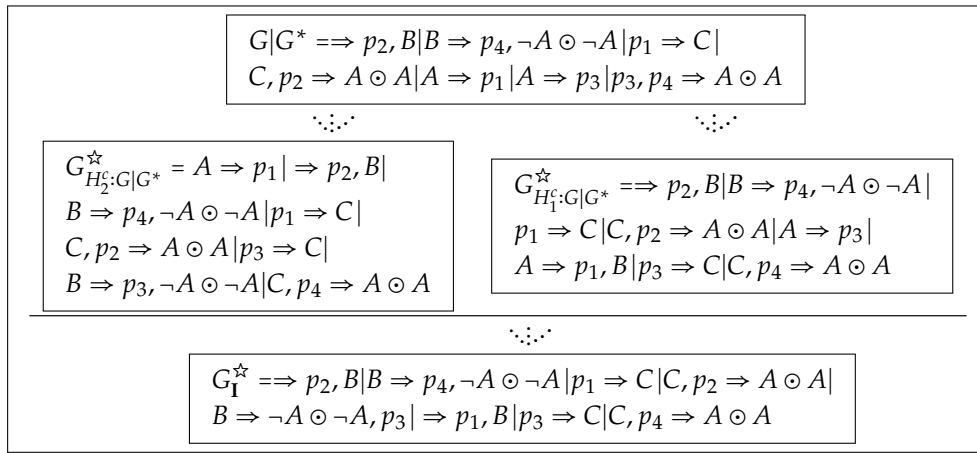 G|G* =⇒ p₂, B|B ⇒ p₄, ¬A ⊙ ¬A|p₁ ⇒ C|
C, p₂ ⇒ A ⊙ A|A ⇒ p₁|A ⇒ p₃|p₃, p₄ ⇒ A ⊙ A
G^☆_{H₂^c:G|G*} = A ⇒ p₁| ⇒ p₂, B|
B ⇒ p₄, ¬A ⊙ ¬A|p₁ ⇒ C|
C, p₂ ⇒ A ⊙ A|p₃ ⇒ C|
B ⇒ p₃, ¬A ⊙ ¬A|C, p₄ ⇒ A ⊙ A
G^☆_{H₁^c:G|G*} =⇒ p₂, B|B ⇒ p₄, ¬A ⊙ ¬A|
p₁ ⇒ C|C, p₂ ⇒ A ⊙ A|A ⇒ p₃|
A ⇒ p₁, B|p₃ ⇒ C|C, p₄ ⇒ A ⊙ A
G^☆_I =⇒ p₂, B|B ⇒ p₄, ¬A ⊙ ¬A|p₁ ⇒ C|C, p₂ ⇒ A ⊙ A|
B ⇒ ¬A ⊙ ¬A, p₃| ⇒ p₁, B|p₃ ⇒ C|C, p₄ ⇒ A ⊙ A